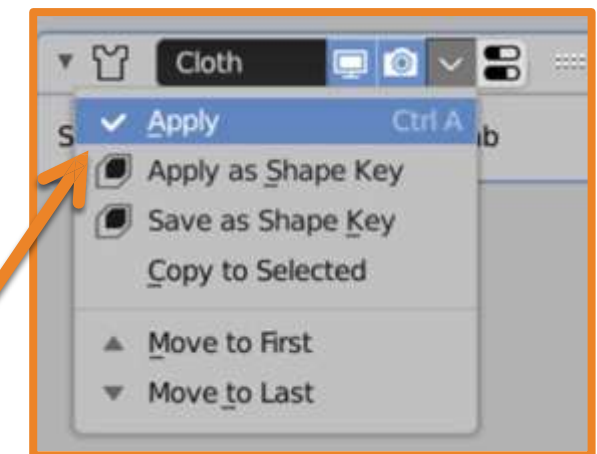 Cloth
Apply Ctrl A
S
ab
Apply as Shape Key
Save as Shape Key
Copy to Selected
Move to First
Move to Last